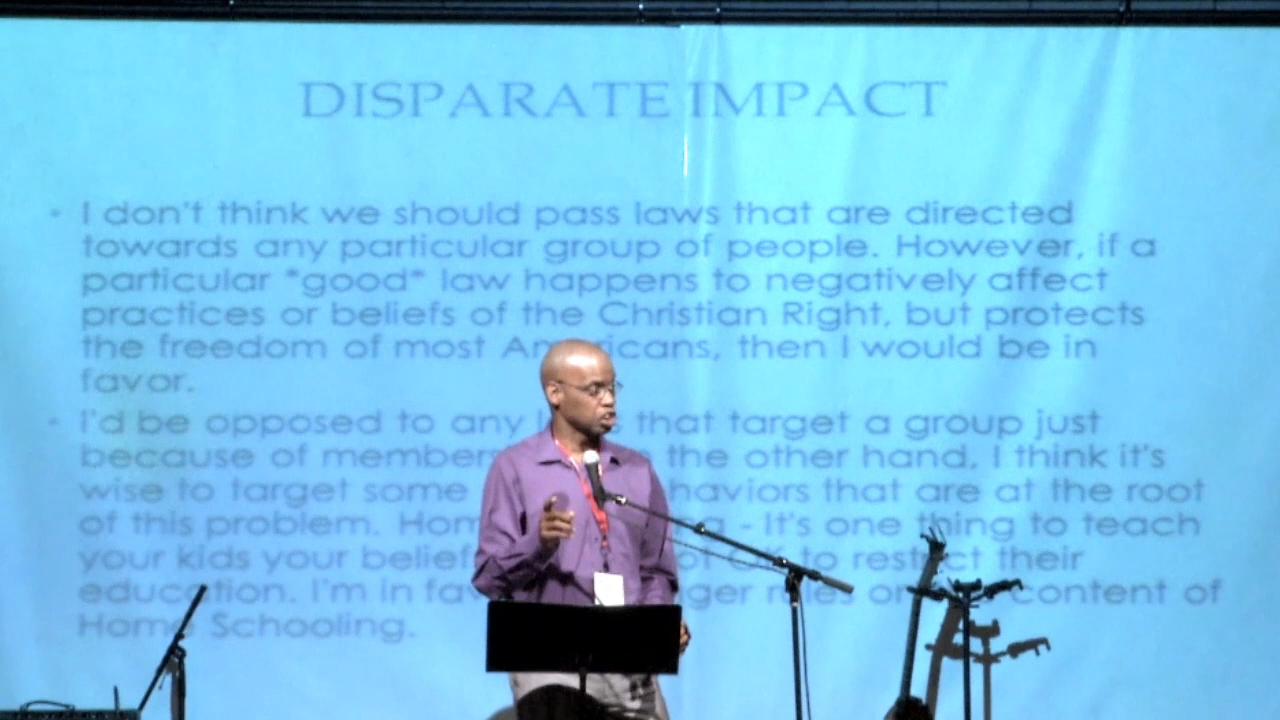 DISPARATE IMPACT
• I don't think we should pass laws that are directed
towards any particular group of people. However, if a
particular *good* law happens to negatively affect
practices or beliefs of the Christian Right, but protects
the freedom of most Americans, then I would be in
favor.
• I'd be opposed to any that target a group just
because of the other hand, I think it's
wise to target some that are at the root
of this problem. - It's one thing to teach
your kids your to restrict their
education. I'm in content of
Home Schooling.